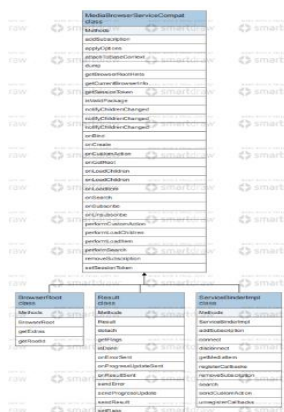 MediaBrowserServiceCompat
class
Methods
addSubscription
applyOptions
attachToBaseContext
dump
getBrowserRootHints
getCurrentBrowserInfo
getSessionToken
isValidPackage
notifyChildrenChanged
notifyChildrenChanged
notifyChildrenChanged
onBind
onCreate
onCustomAction
onGetRoot
onLoadChildren
onLoadChildren
onLoadItem
onSearch
onSubscribe
onUnsubscribe
performCustomAction
performLoadChildren
performLoadItem
performSearch
removeSubscription
setSessionToken
BrowserRoot
class
Methods
BrowserRoot
getExtras
getRootId
Result
class
Methods
Result
detach
getFlags
isDone
onErrorSent
onProgressUpdateSent
onResultSent
sendError
sendProgressUpdate
sendResult
setFlags
ServiceBinderImpl
class
Methods
ServiceBinderImpl
addSubscription
connect
disconnect
getMediaItem
registerCallbacks
removeSubscription
search
sendCustomAction
unregisterCallbacks
smartdraw